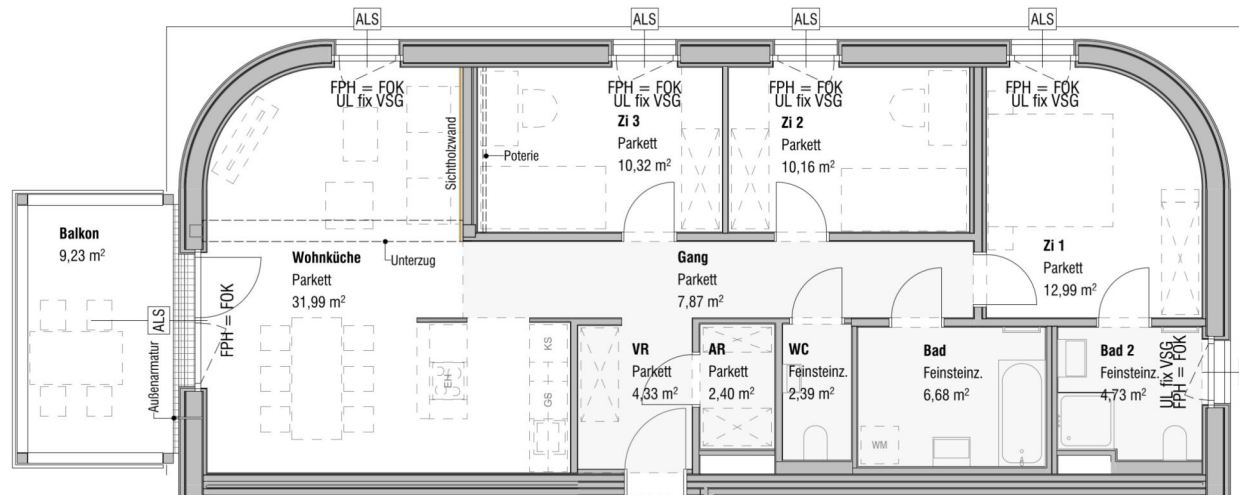 ALS
ALS
ALS
ALS
FPH = FOK
UL fix VSG
FPH = FOK
UL fix VSG
FPH = FOK
UL fix VSG
FPH = FOK
UL fix VSG
Sichtholzwand
Poterie
Zi 3
Parkett
10,32 m²
Zi 2
Parkett
10,16 m²
Balkon
9,23 m²
Wohnküche
Parkett
31,99 m²
Unterzug
Gang
Parkett
7,87 m²
Zi 1
Parkett
12,99 m²
ALS
FPH = FOK
Außenarmatur
EH
KS
GS
VR
Parkett
4,33 m²
AR
Parkett
2,40 m²
WC
Feinsteinz.
2,39 m²
Bad
Feinsteinz.
6,68 m²
WM
Bad 2
Feinsteinz.
4,73 m²
UL fix VSG
FPH = FOK